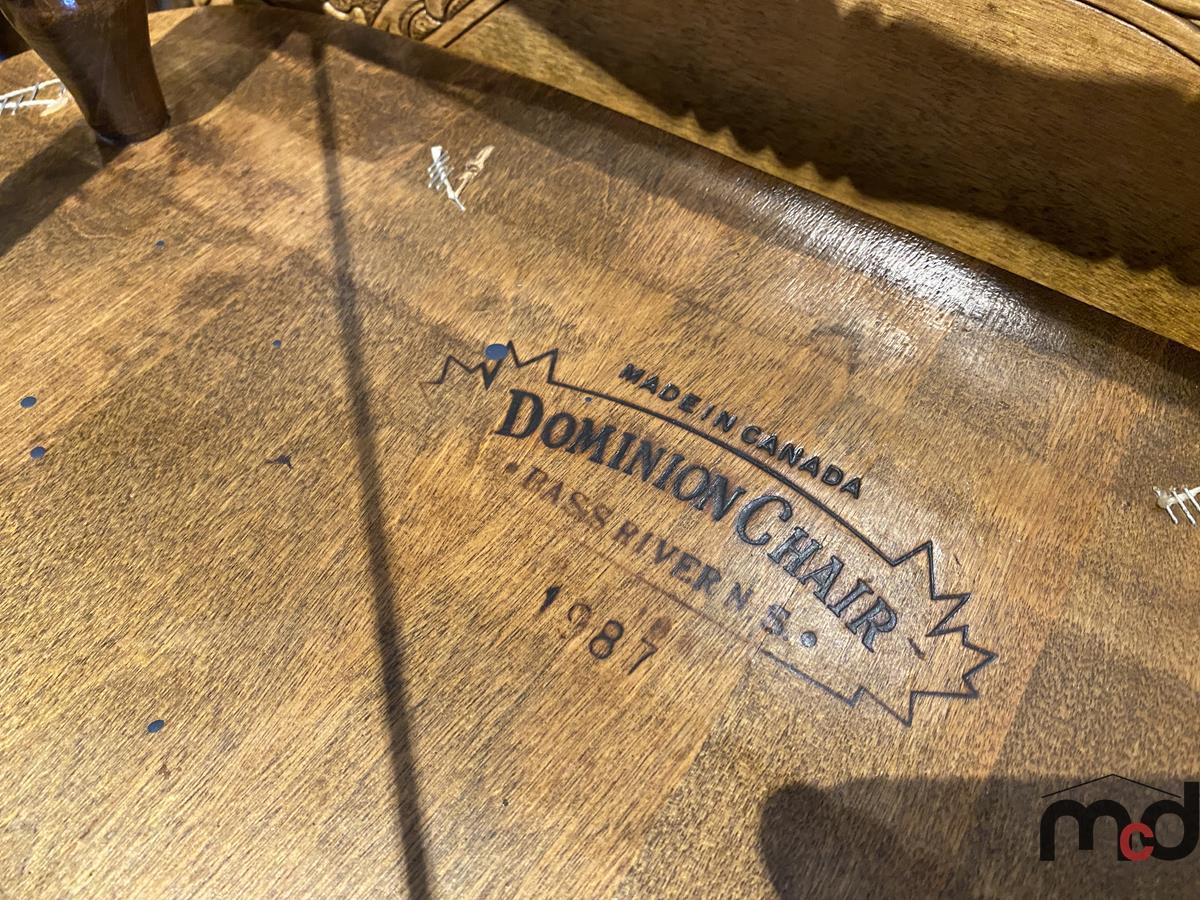 MADE IN CANADA
DOMINION CHAIR
• BASS RIVER N S. •
1987
mcd